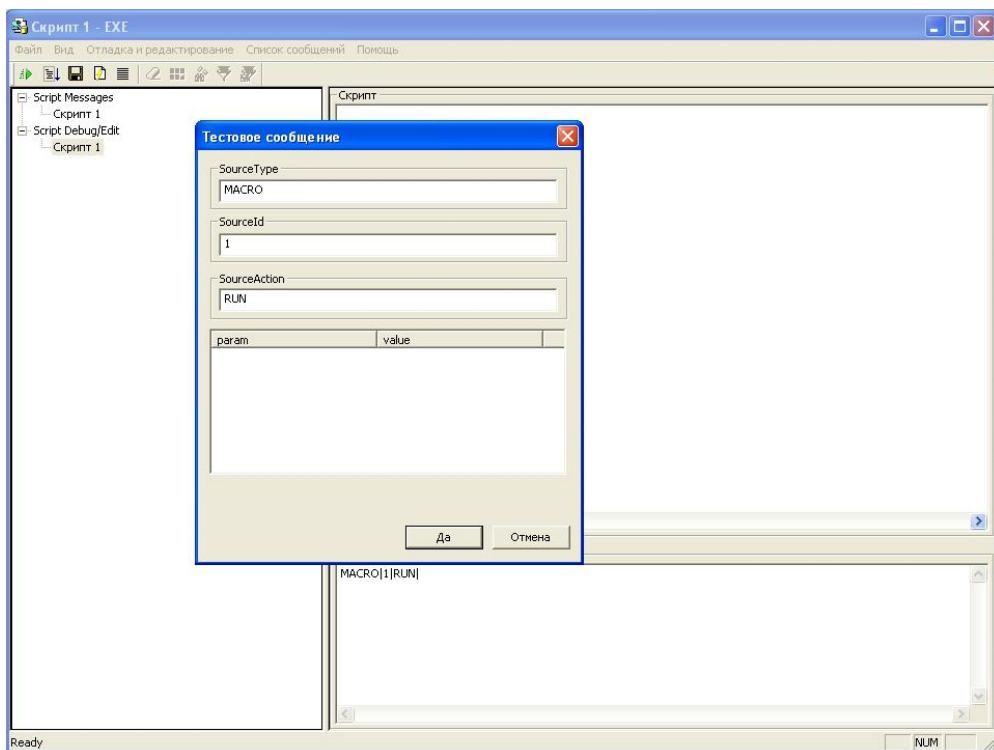 Скрипт 1 - EXE
Файл Вид Отладка и редактирование Список сообщений Помощь
Script Messages
Скрипт 1
Script Debug/Edit
Скрипт 1
Скрипт
Тестовое сообщение
SourceType
MACRO
SourceId
1
SourceAction
RUN
param value
Да Отмена
MACRO|1|RUN|
Ready NUM